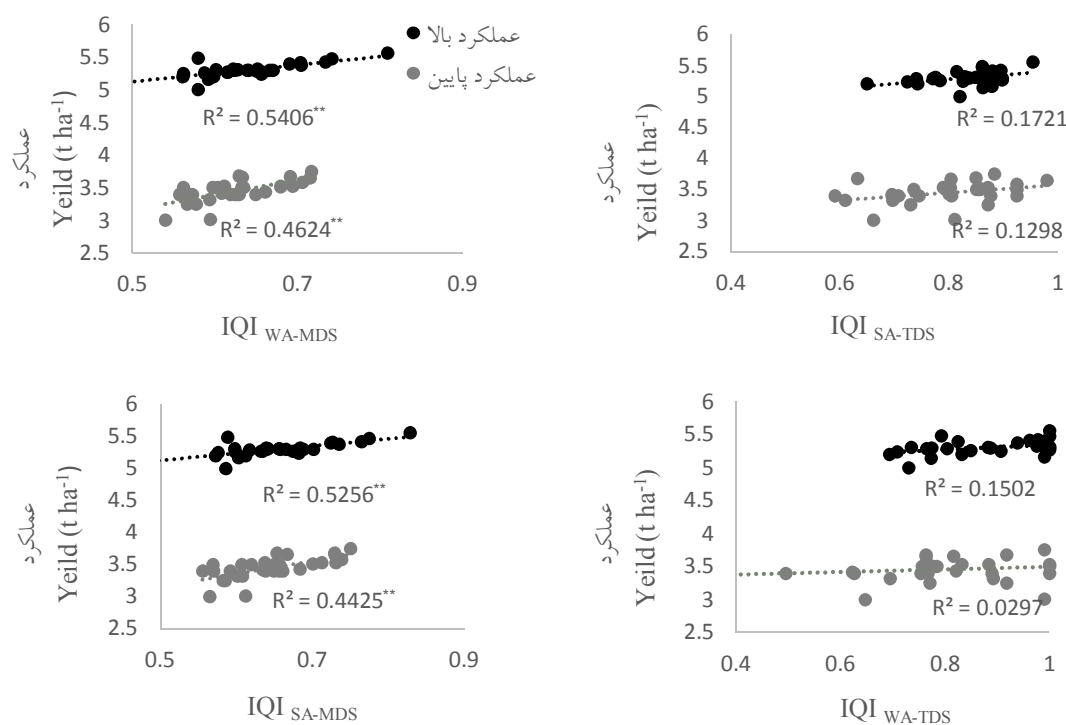 6
5.5
5
4.5
4
3.5
3
2.5
عملکرد
Yeild (t ha-1)
عملکرد بالا
عملکرد پایین
R² = 0.5406**
R² = 0.4624**
0.5
0.7
0.9
IQI WA-MDS
6
5.5
5
4.5
4
3.5
3
2.5
عملکرد
Yeild (t ha-1)
R² = 0.1721
R² = 0.1298
0.4
0.6
0.8
1
IQI SA-TDS
6
5.5
5
4.5
4
3.5
3
2.5
عملکرد
Yeild (t ha-1)
R² = 0.5256**
R² = 0.4425**
0.5
0.7
0.9
IQI SA-MDS
6
5.5
5
4.5
4
3.5
3
2.5
عملکرد
Yeild (t ha-1)
R² = 0.1502
R² = 0.0297
0.4
0.6
0.8
1
IQI WA-TDS